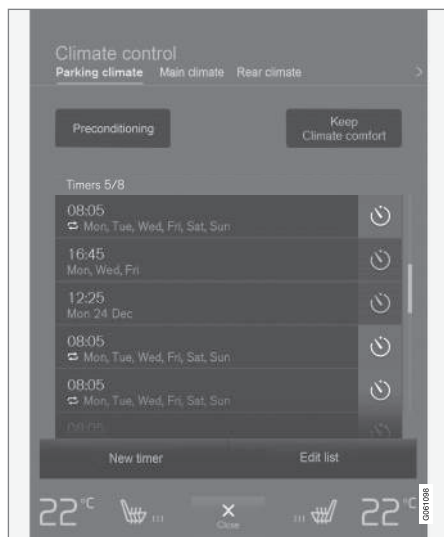 Climate control
Parking climate Main climate Rear climate
Preconditioning
Keep
Climate comfort
Timers 5/8
08:05
Mon, Tue, Wed, Fri, Sat, Sun
16:45
Mon, Wed, Fri
12:25
Mon 24 Dec
08:05
Mon, Tue, Wed, Fri, Sat, Sun
08:05
Mon, Tue, Wed, Fri, Sat, Sun
08:05
New timer Edit list
22°C 22°C
Close
G061098